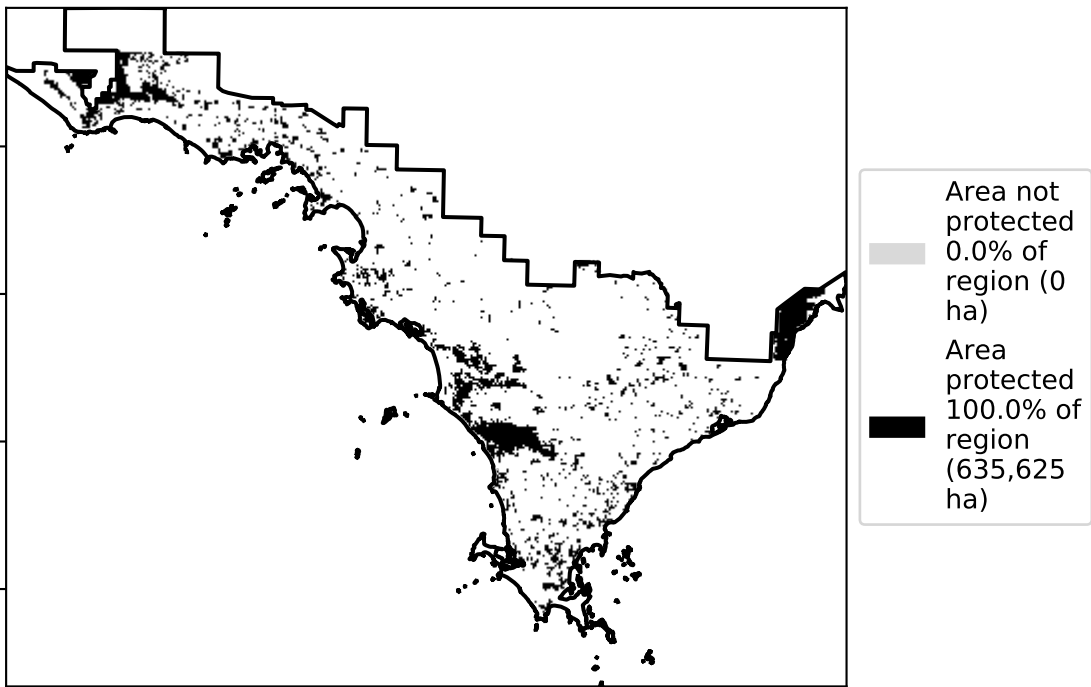 Area not
protected
0.0% of
region (0
ha)
Area
protected
100.0% of
region
(635,625
ha)